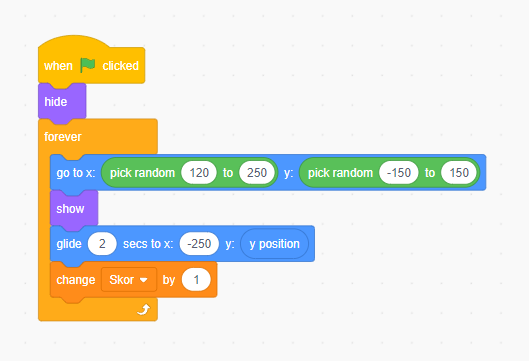 when clicked
hide
forever
go to x: pick random 120 to 250 y: pick random -150 to 150
show
glide 2 secs to x: -250 y: y position
change Skor by 1